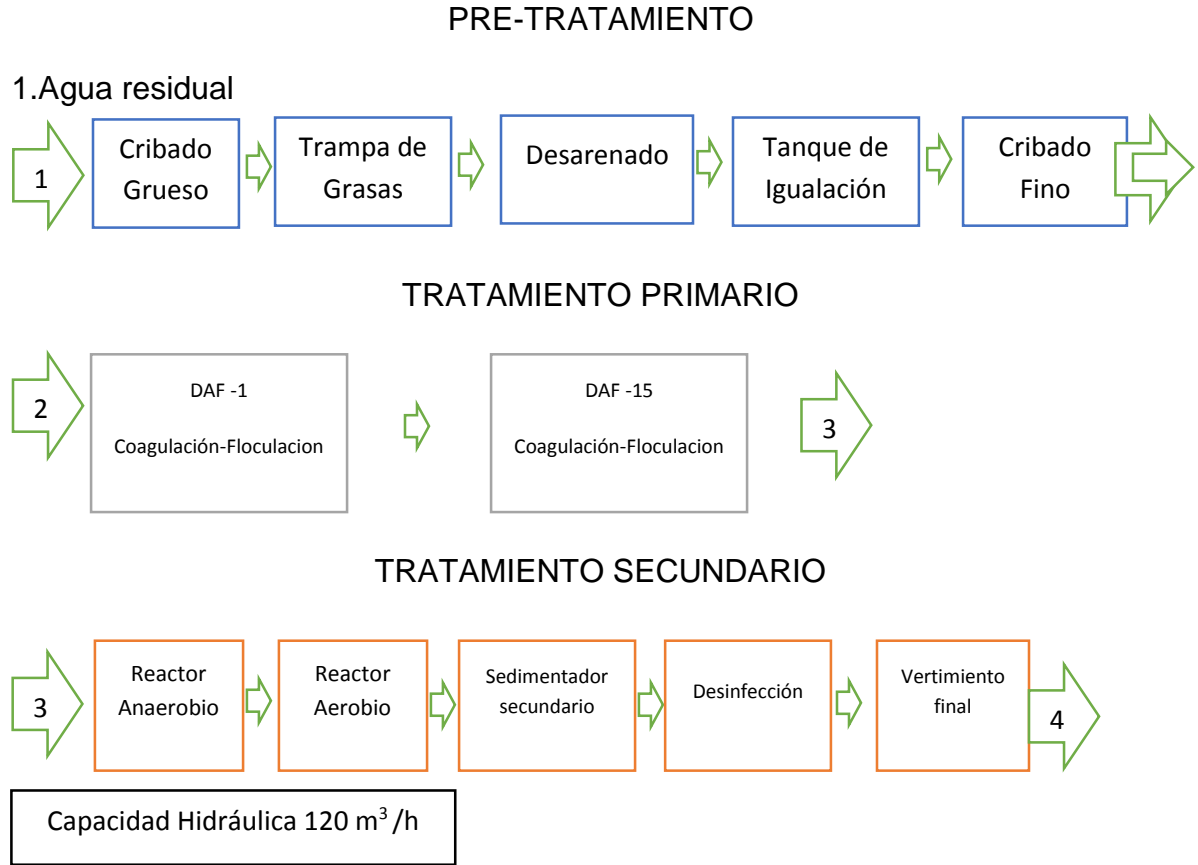 PRE-TRATAMIENTO
1.Agua residual
1
Cribado
Grueso
Trampa de
Grasas
Desarenado
Tanque de
Igualación
Cribado
Fino
TRATAMIENTO PRIMARIO
2
DAF -1
Coagulación-Floculacion
DAF -15
Coagulación-Floculacion
3
TRATAMIENTO SECUNDARIO
3
Reactor
Anaerobio
Reactor
Aerobio
Sedimentador
secundario
Desinfección
Vertimiento
final
4
Capacidad Hidráulica 120 m³/h